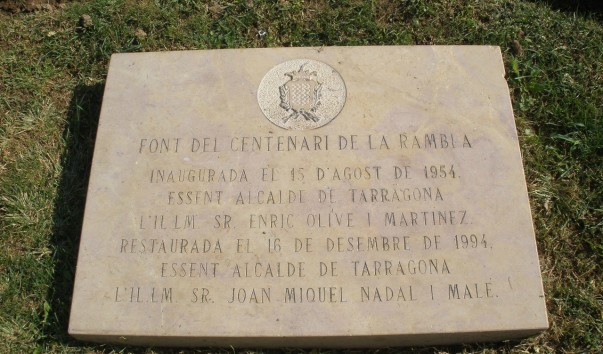 FONT DEL CENTENARI DE LA RAMBLA
INAUGURADA EL 15 D'AGOST DE 1954.
ESSENT ALCALDE DE TARRAGONA
L'IL.LM. SR. ENRIC OLIVE I MARTINEZ.
RESTAURADA EL 16 DE DESEMBRE DE 1994.
ESSENT ALCALDE DE TARRAGONA
L'IL.LM. SR. JOAN MIQUEL NADAL I MALE.